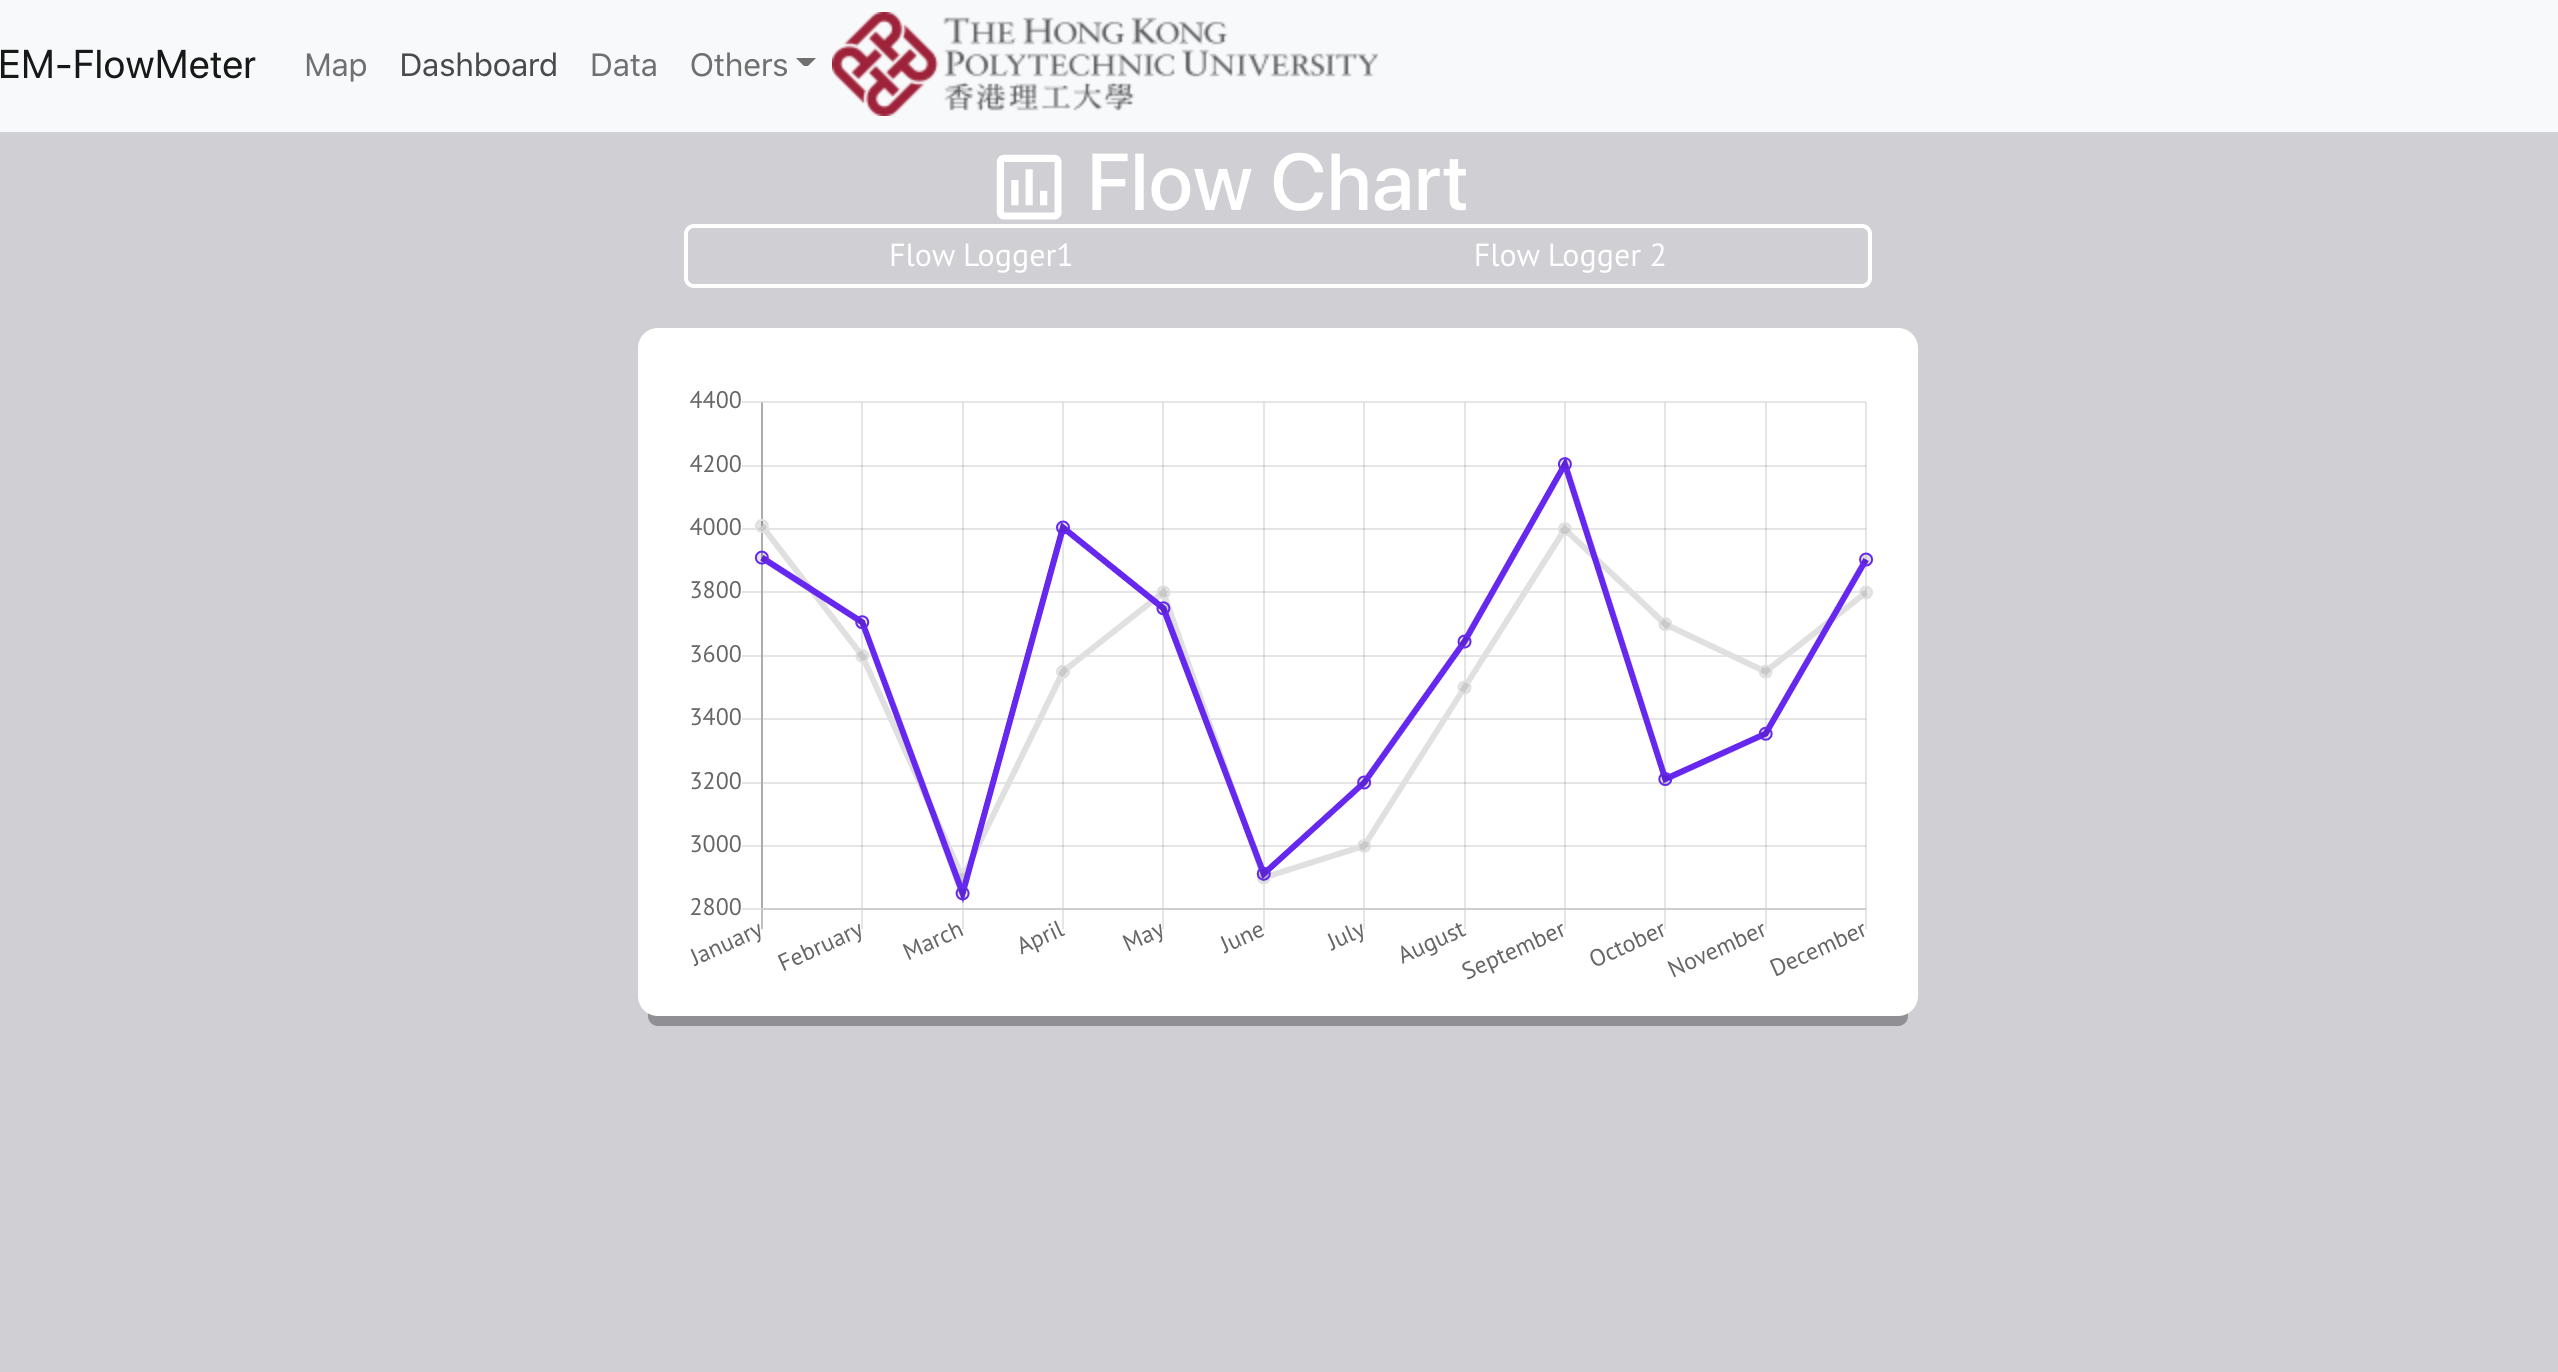 EM-FlowMeter Map Dashboard Data Others
THE HONG KONG
POLYTECHNIC UNIVERSITY
香港理工大學
Flow Chart
Flow Logger1 Flow Logger 2
4400
4200
4000
3800
3600
3400
3200
3000
2800
January February March April May June July August September October November December